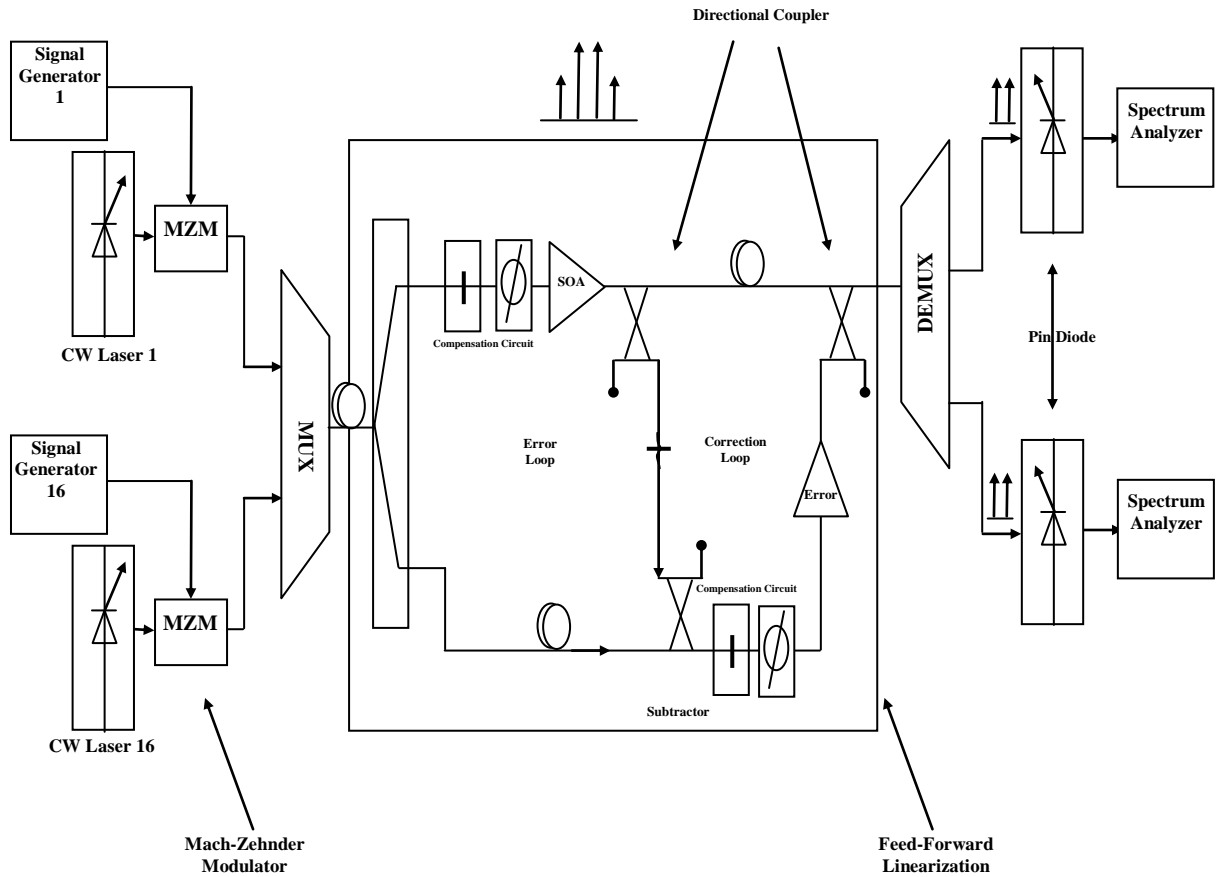 Directional Coupler
Signal
Generator
1
CW Laser 1
MZM
Signal
Generator
16
CW Laser 16
MZM
Mach-Zehnder
Modulator
MUX
Compensation Circuit
SOA
Error
Loop
Correction
Loop
Error
Compensation Circuit
Subtractor
Feed-Forward
Linearization
DEMUX
Pin Diode
Spectrum
Analyzer
Spectrum
Analyzer